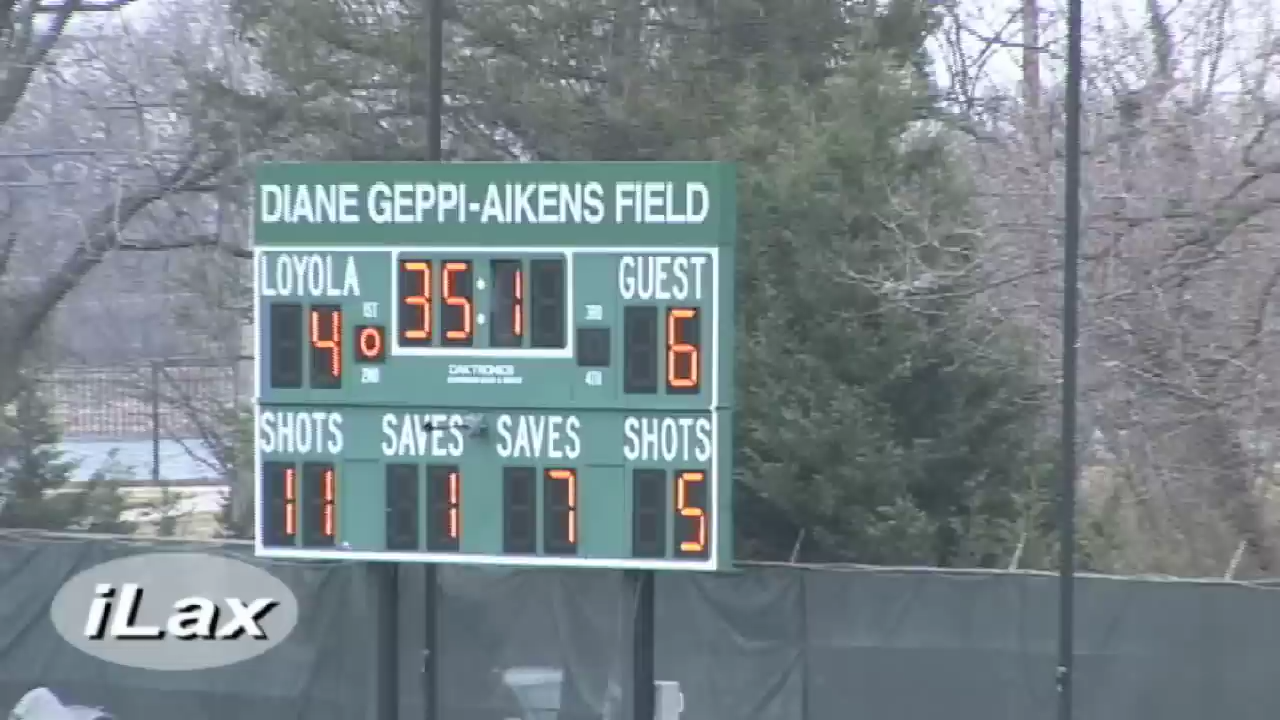 DIANE GEPPI-AIKENS FIELD
LOYOLA 35:1 GUEST
4 1ST 3RD 6
2ND DAKTRONICS 4TH
SHOTS SAVES SAVES SHOTS
11 1 7 5
iLax